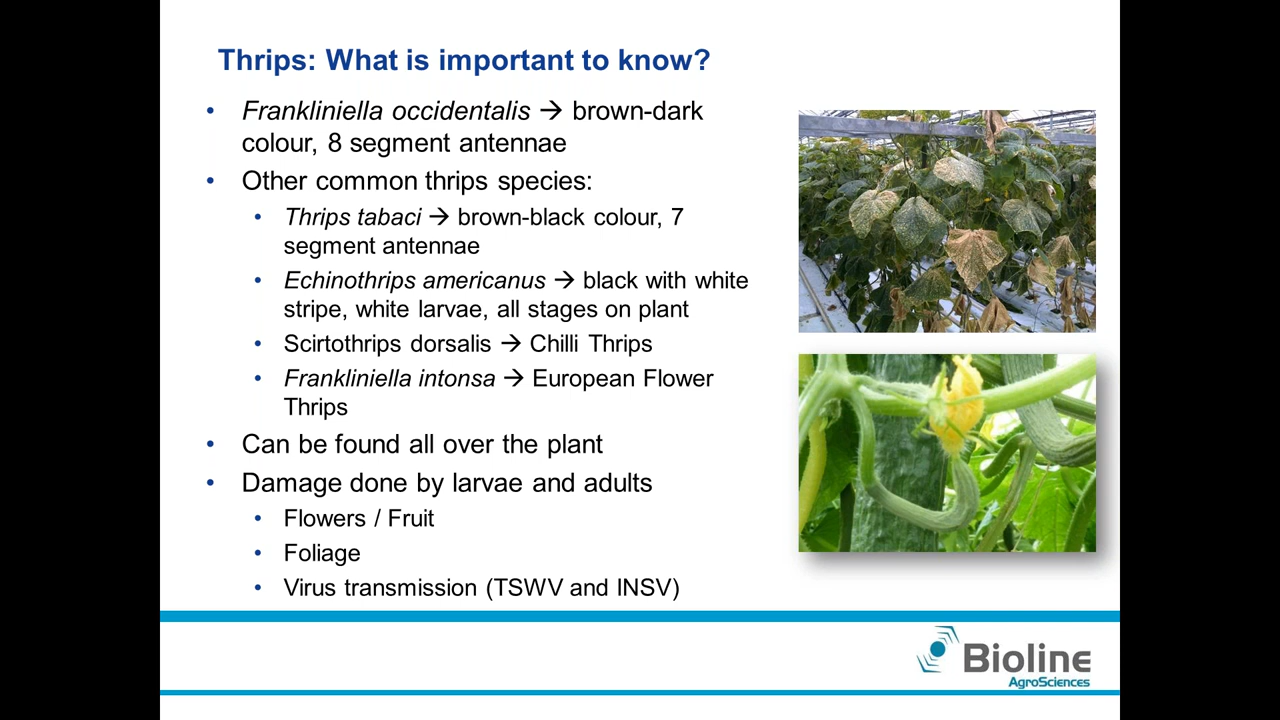 Thrips: What is important to know?
• Frankliniella occidentalis → brown-dark
colour, 8 segment antennae
• Other common thrips species:
• Thrips tabaci → brown-black colour, 7
segment antennae
• Echinothrips americanus → black with white
stripe, white larvae, all stages on plant
• Scirtothrips dorsalis → Chilli Thrips
• Frankliniella intonsa → European Flower
Thrips
• Can be found all over the plant
• Damage done by larvae and adults
• Flowers / Fruit
• Foliage
• Virus transmission (TSWV and INSV)
Bioline
AgroSciences